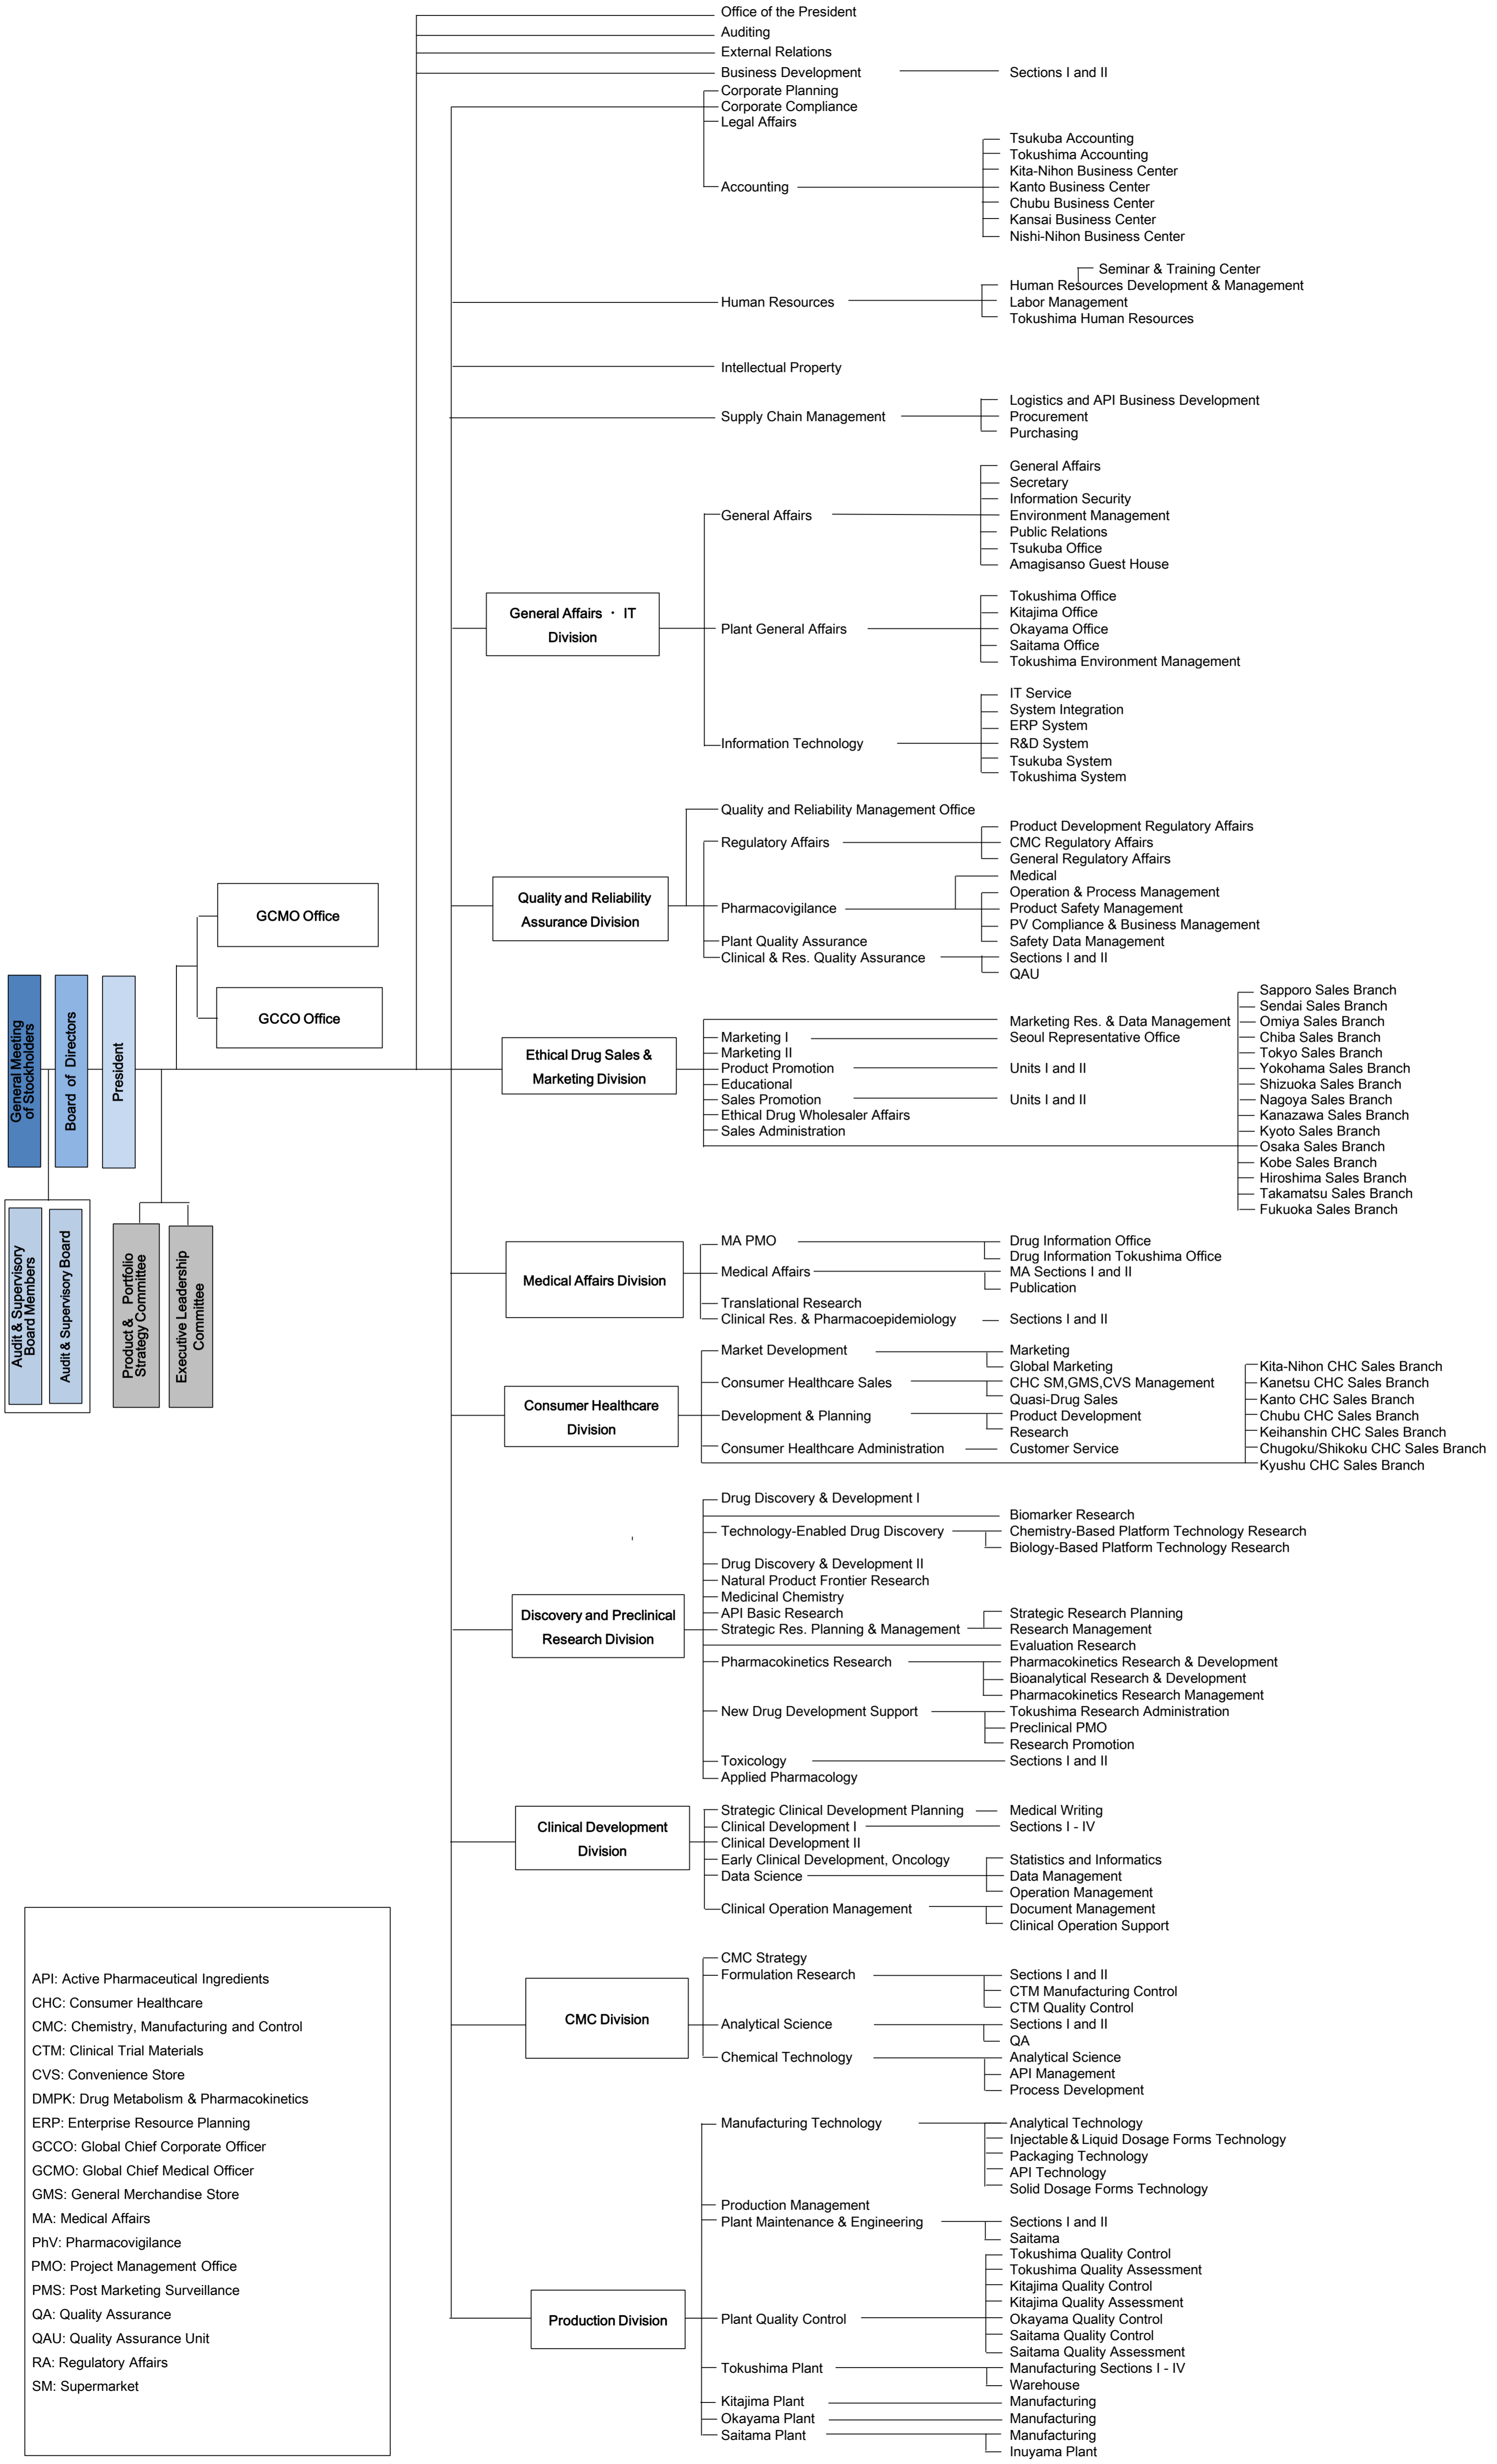 Office of the President
Auditing
External Relations
Business Development
Sections I and II
Corporate Planning
Corporate Compliance
Legal Affairs
Accounting
Tsukuba Accounting
Tokushima Accounting
Kita-Nihon Business Center
Kanto Business Center
Chubu Business Center
Kansai Business Center
Nishi-Nihon Business Center
Human Resources
Seminar & Training Center
Human Resources Development & Management
Labor Management
Tokushima Human Resources
Intellectual Property
Supply Chain Management
Logistics and API Business Development
Procurement
Purchasing
General Affairs ・ IT
Division
General Affairs
General Affairs
Secretary
Information Security
Environment Management
Public Relations
Tsukuba Office
Amagisanso Guest House
Plant General Affairs
Tokushima Office
Kitajima Office
Okayama Office
Saitama Office
Tokushima Environment Management
Information Technology
IT Service
System Integration
ERP System
R&D System
Tsukuba System
Tokushima System
Quality and Reliability
Assurance Division
Quality and Reliability Management Office
Regulatory Affairs
Product Development Regulatory Affairs
CMC Regulatory Affairs
General Regulatory Affairs
Pharmacovigilance
Medical
Operation & Process Management
Product Safety Management
PV Compliance & Business Management
Safety Data Management
Plant Quality Assurance
Clinical & Res. Quality Assurance
Sections I and II
QAU
GCMO Office
GCCO Office
General Meeting
of Stockholders
Board of Directors
President
Audit & Supervisory
Board Members
Audit & Supervisory Board
Product & Portfolio
Strategy Committee
Executive Leadership
Committee
Ethical Drug Sales &
Marketing Division
Marketing Res. & Data Management
Marketing I
Seoul Representative Office
Marketing II
Product Promotion
Units I and II
Educational
Sales Promotion
Units I and II
Ethical Drug Wholesaler Affairs
Sales Administration
Sapporo Sales Branch
Sendai Sales Branch
Omiya Sales Branch
Chiba Sales Branch
Tokyo Sales Branch
Yokohama Sales Branch
Shizuoka Sales Branch
Nagoya Sales Branch
Kanazawa Sales Branch
Kyoto Sales Branch
Osaka Sales Branch
Kobe Sales Branch
Hiroshima Sales Branch
Takamatsu Sales Branch
Fukuoka Sales Branch
Medical Affairs Division
MA PMO
Drug Information Office
Drug Information Tokushima Office
Medical Affairs
MA Sections I and II
Publication
Translational Research
Clinical Res. & Pharmacoepidemiology
Sections I and II
Consumer Healthcare
Division
Market Development
Marketing
Global Marketing
Consumer Healthcare Sales
CHC SM,GMS,CVS Management
Quasi-Drug Sales
Development & Planning
Product Development
Research
Consumer Healthcare Administration
Customer Service
Kita-Nihon CHC Sales Branch
Kanetsu CHC Sales Branch
Kanto CHC Sales Branch
Chubu CHC Sales Branch
Keihanshin CHC Sales Branch
Chugoku/Shikoku CHC Sales Branch
Kyushu CHC Sales Branch
Discovery and Preclinical
Research Division
Drug Discovery & Development I
Biomarker Research
Technology-Enabled Drug Discovery
Chemistry-Based Platform Technology Research
Biology-Based Platform Technology Research
Drug Discovery & Development II
Natural Product Frontier Research
Medicinal Chemistry
API Basic Research
Strategic Res. Planning & Management
Strategic Research Planning
Research Management
Evaluation Research
Pharmacokinetics Research
Pharmacokinetics Research & Development
Bioanalytical Research & Development
Pharmacokinetics Research Management
New Drug Development Support
Tokushima Research Administration
Preclinical PMO
Research Promotion
Toxicology
Sections I and II
Applied Pharmacology
Clinical Development
Division
Strategic Clinical Development Planning
Medical Writing
Clinical Development I
Sections I - IV
Clinical Development II
Early Clinical Development, Oncology
Data Science
Statistics and Informatics
Data Management
Operation Management
Clinical Operation Management
Document Management
Clinical Operation Support
CMC Division
CMC Strategy
Formulation Research
Sections I and II
CTM Manufacturing Control
CTM Quality Control
Analytical Science
Sections I and II
QA
Chemical Technology
Analytical Science
API Management
Process Development
Production Division
Manufacturing Technology
Analytical Technology
Injectable & Liquid Dosage Forms Technology
Packaging Technology
API Technology
Solid Dosage Forms Technology
Production Management
Plant Maintenance & Engineering
Sections I and II
Saitama
Plant Quality Control
Tokushima Quality Control
Tokushima Quality Assessment
Kitajima Quality Control
Kitajima Quality Assessment
Okayama Quality Control
Saitama Quality Control
Saitama Quality Assessment
Tokushima Plant
Manufacturing Sections I - IV
Warehouse
Kitajima Plant
Manufacturing
Okayama Plant
Manufacturing
Saitama Plant
Manufacturing
Inuyama Plant
API: Active Pharmaceutical Ingredients
CHC: Consumer Healthcare
CMC: Chemistry, Manufacturing and Control
CTM: Clinical Trial Materials
CVS: Convenience Store
DMPK: Drug Metabolism & Pharmacokinetics
ERP: Enterprise Resource Planning
GCCO: Global Chief Corporate Officer
GCMO: Global Chief Medical Officer
GMS: General Merchandise Store
MA: Medical Affairs
PhV: Pharmacovigilance
PMO: Project Management Office
PMS: Post Marketing Surveillance
QA: Quality Assurance
QAU: Quality Assurance Unit
RA: Regulatory Affairs
SM: Supermarket